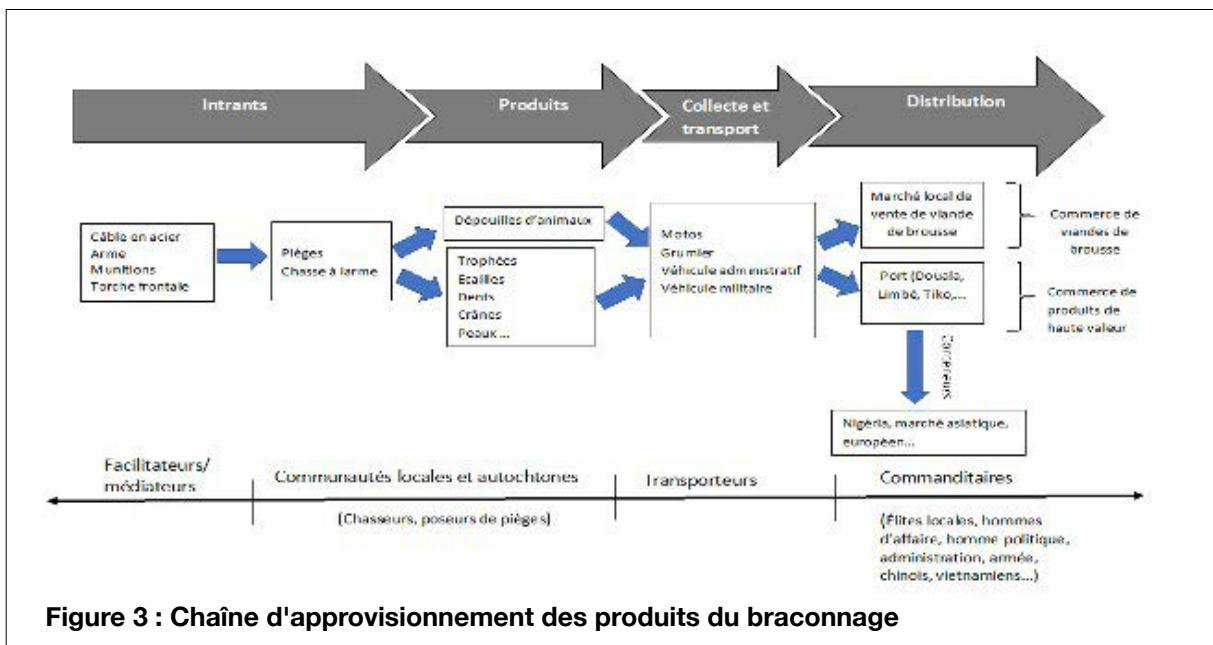 Intrants
Produits
Collecte et
transport
Distribution
Câble en acier
Arme
Munitions
Torche frontale
Pièges
Chasse à larme
Dépouilles d'animaux
Trophées
Ecailles
Dents
Crânes
Peaux ...
Motos
Grumier
Véhicule administratif
Véhicule militaire
Marché local de
vente de viande
de brousse
Commerce de
viandes de
brousse
Port (Douala,
Limbé, Tiko,...
Commerce de
produits de
haute valeur
Conteneurs
Nigéria, marché asiatique,
européen...
Facilitateurs/
médiateurs
Communautés locales et autochtones
(Chasseurs, poseurs de pièges)
Transporteurs
Commanditaires
(Élites locales, hommes
d'affaire, homme politique,
administration, armée,
chinois, vietnamiens...)
Figure 3 : Chaîne d'approvisionnement des produits du braconnage